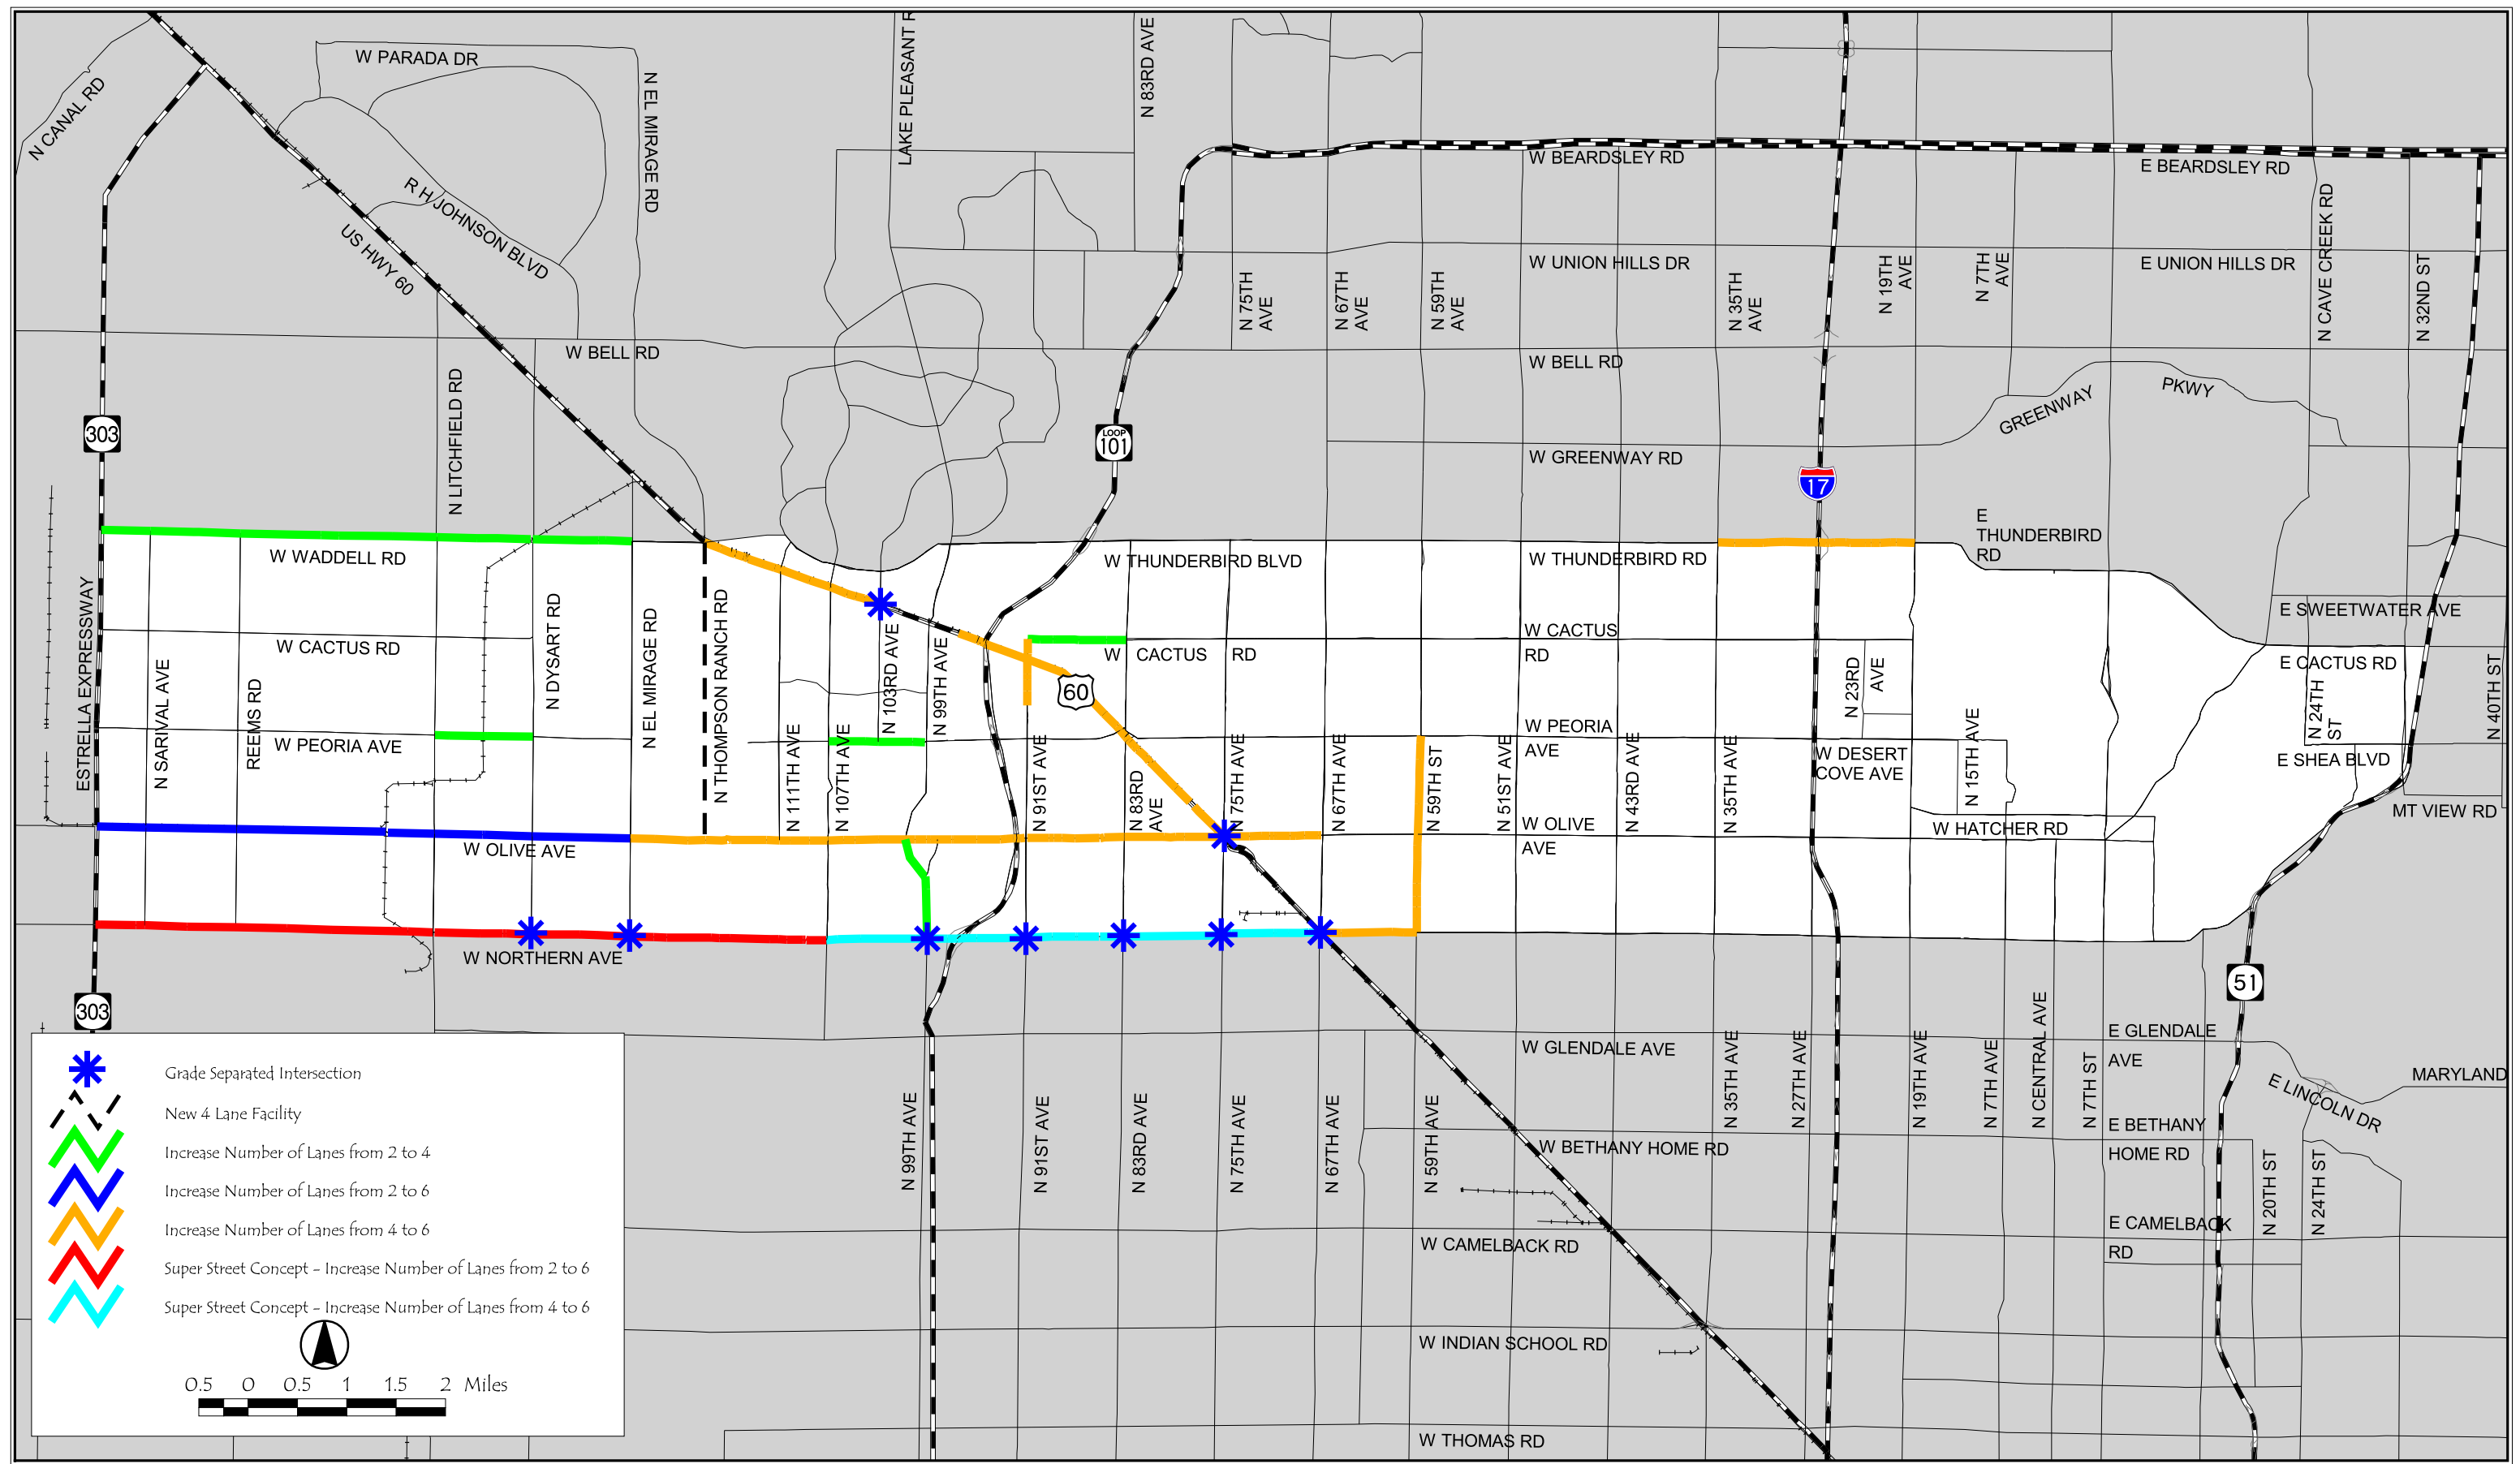 W PARADA DR
N CANAL RD
N EL MIRAGE RD
LAKE PLEASANT R
N 83RD AVE
R H JOHNSON BLVD
US HWY 60
W BEARDSLEY RD
E BEARDSLEY RD
W UNION HILLS DR
E UNION HILLS DR
N 75TH
AVE
N 67TH
AVE
N 59TH
AVE
N 35TH
AVE
N 19TH
AVE
N 7TH
AVE
N CAVE CREEK RD
N 32ND ST
W BELL RD
W BELL RD
N LITCHFIELD RD
GREENWAY
PKWY
303
LOOP
101
W GREENWAY RD
17
E
THUNDERBIRD
RD
W WADDELL RD
W THUNDERBIRD BLVD
W THUNDERBIRD RD
ESTRELLA EXPRESSWAY
N SARIVAL AVE
REEMS RD
N DYSART RD
N EL MIRAGE RD
N THOMPSON RANCH RD
N 111TH AVE
N 107TH AVE
N 103RD AVE
N 99TH AVE
W CACTUS RD
W CACTUS RD
W CACTUS
RD
E SWEETWATER AVE
E CACTUS RD
N 23RD
AVE
N 24TH
ST
N 40TH ST
60
W PEORIA AVE
W PEORIA
AVE
N 91ST AVE
N 83RD
AVE
N 75TH AVE
N 67TH AVE
N 59TH ST
N 51ST AVE
N 43RD AVE
N 35TH AVE
W DESERT
COVE AVE
N 15TH AVE
E SHEA BLVD
MT VIEW RD
W OLIVE AVE
W OLIVE
AVE
W HATCHER RD
W NORTHERN AVE
303
51
W GLENDALE AVE
E GLENDALE
AVE
MARYLAND
E LINCOLN DR
N 99TH AVE
N 91ST AVE
N 83RD AVE
N 75TH AVE
N 67TH AVE
N 59TH AVE
N 35TH AVE
N 27TH AVE
N 19TH AVE
N 7TH AVE
N CENTRAL AVE
N 7TH ST
W BETHANY HOME RD
E BETHANY
HOME RD
N 20TH ST
N 24TH ST
W CAMELBACK RD
E CAMELBACK
RD
W INDIAN SCHOOL RD
W THOMAS RD
Grade Separated Intersection
New 4 Lane Facility
Increase Number of Lanes from 2 to 4
Increase Number of Lanes from 2 to 6
Increase Number of Lanes from 4 to 6
Super Street Concept - Increase Number of Lanes from 2 to 6
Super Street Concept - Increase Number of Lanes from 4 to 6
0.5 0 0.5 1 1.5 2 Miles